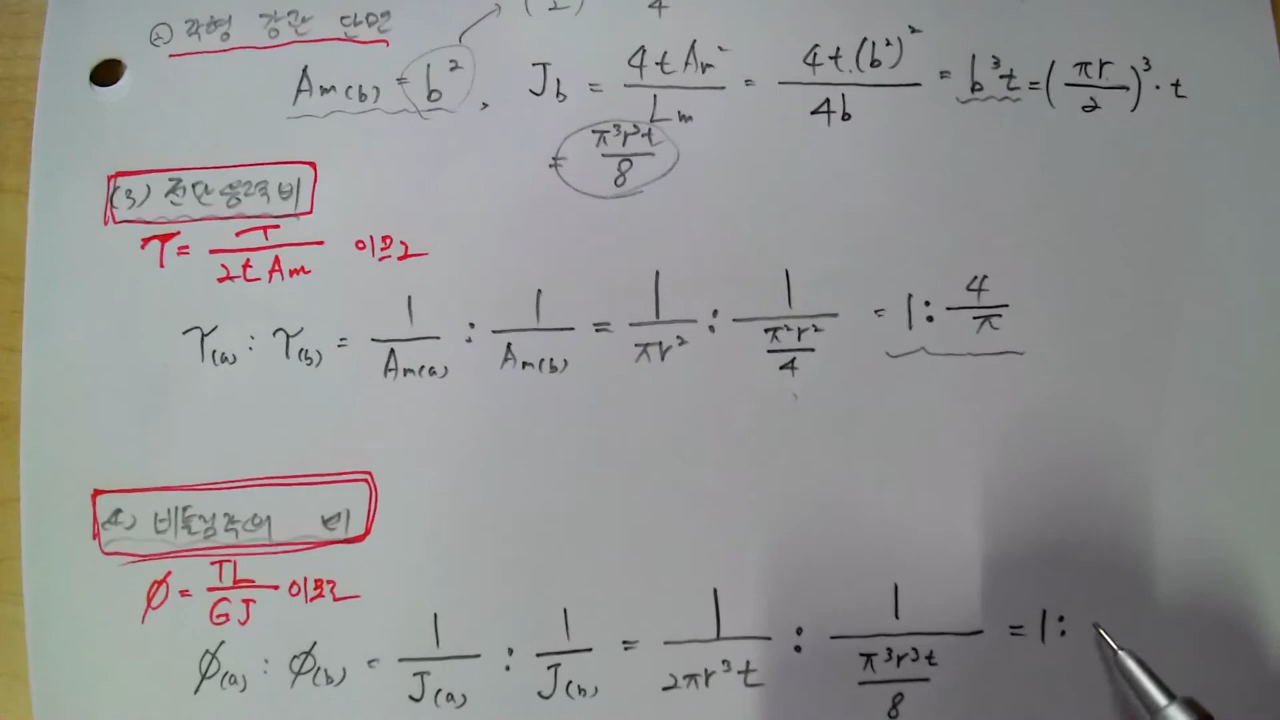 (2) 4
② 각형 강관 단면
Am(b) = b², J_b = 4tAm²/Lm = 4t.(b²)²/4b = b³t = (πr/2)³·t
= π³r³t/8
(3) 전단응력비
τ = T/2tAm 이므로
τ(a) : τ(b) = 1/Am(a) : 1/Am(b) = 1/πr² : 1/(π²r²/4) = 1 : 4/π
(4) 비틀림각의 비
φ = TL/GJ 이므로
φ(a) : φ(b) = 1/J(a) : 1/J(b) = 1/2πr³t : 1/(π³r³t/8) = 1 :